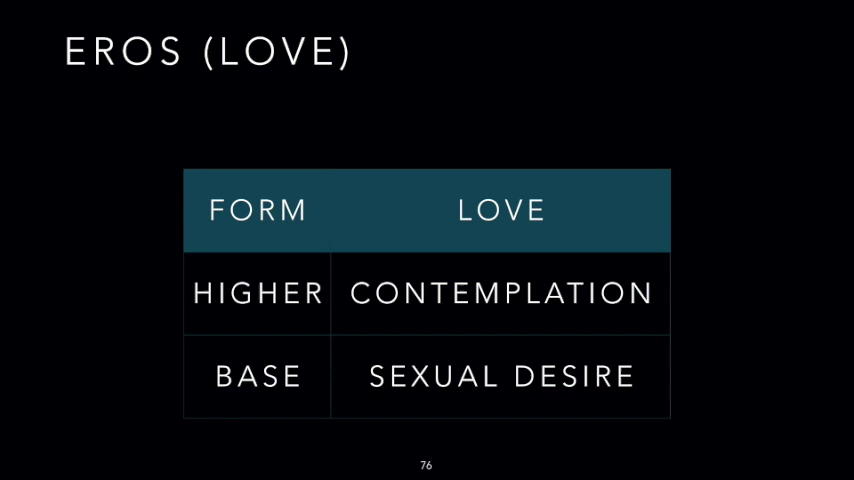 EROS (LOVE)
FORM LOVE
HIGHER CONTEMPLATION
BASE SEXUAL DESIRE
76